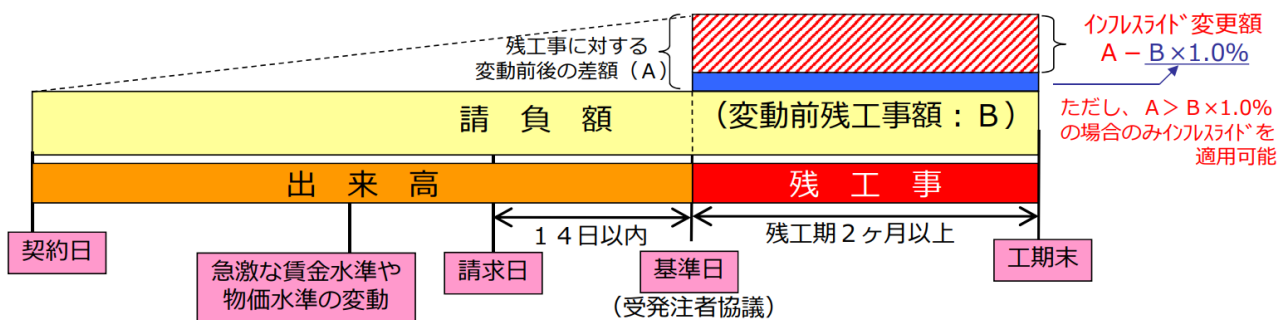 残工事に対する
変動前後の差額（Ａ）
ｲﾝﾌﾚｽﾗｲﾄﾞ変更額
Ａ－Ｂ×1.0%
請 負 額
（変動前残工事額：Ｂ）
ただし、Ａ＞Ｂ×1.0%
の場合のみｲﾝﾌﾚｽﾗｲﾄﾞを
適用可能
出 来 高
残 工 事
１４日以内
残工期２ヶ月以上
契約日
急激な賃金水準や
物価水準の変動
請求日
基準日
（受発注者協議）
工期末